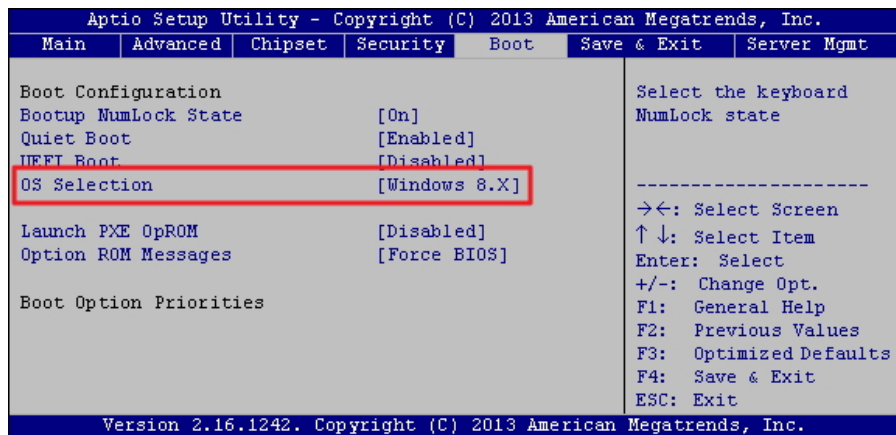 Aptio Setup Utility - Copyright (C) 2013 American Megatrends, Inc.
Main Advanced Chipset Security Boot Save & Exit Server Mgmt
Boot Configuration
Bootup NumLock State [On]
Quiet Boot [Enabled]
UEFI Boot [Disabled]
OS Selection [Windows 8.X]
Launch PXE OpROM [Disabled]
Option ROM Messages [Force BIOS]
Boot Option Priorities
Select the keyboard
NumLock state
--------------------
→←: Select Screen
↑↓: Select Item
Enter: Select
+/-: Change Opt.
F1: General Help
F2: Previous Values
F3: Optimized Defaults
F4: Save & Exit
ESC: Exit
Version 2.16.1242. Copyright (C) 2013 American Megatrends, Inc.